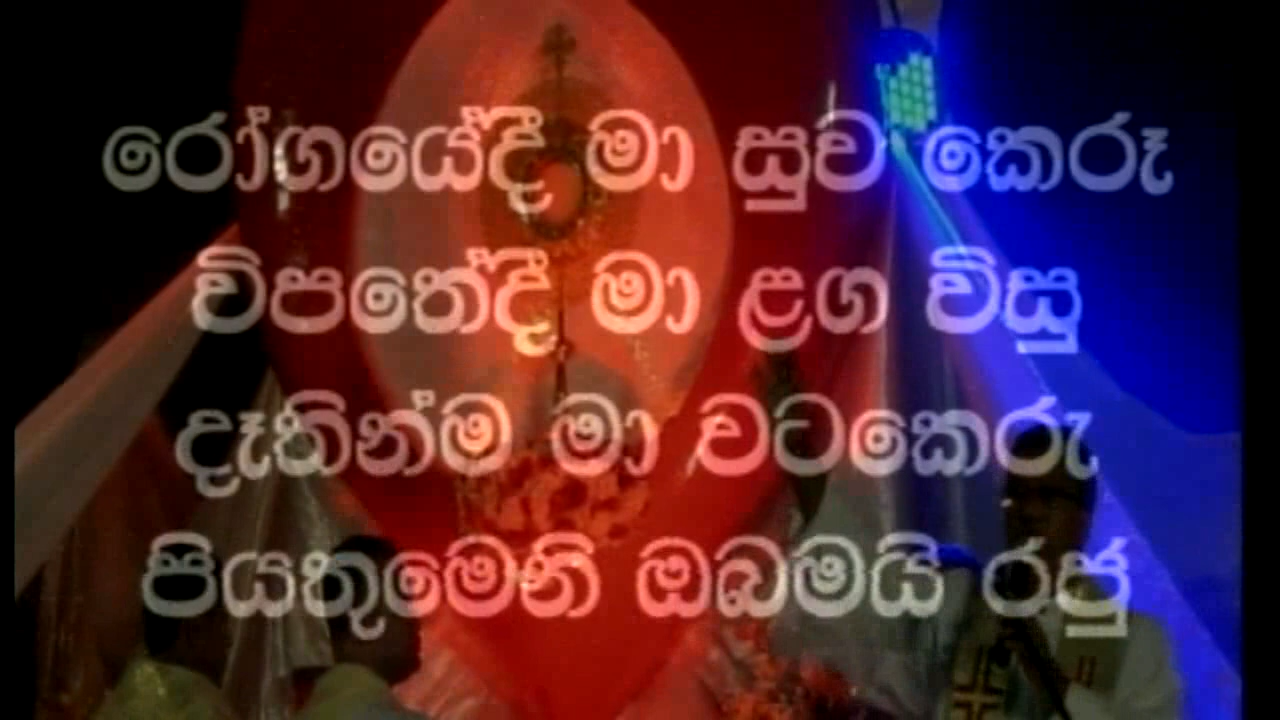 රෝගයේදී මා සුව කෙරූ
විපතේදී මා ළඟ විසු
දෑතින්ම මා වටකෙරු
පියතුමෙනි ඔබමයි රජු